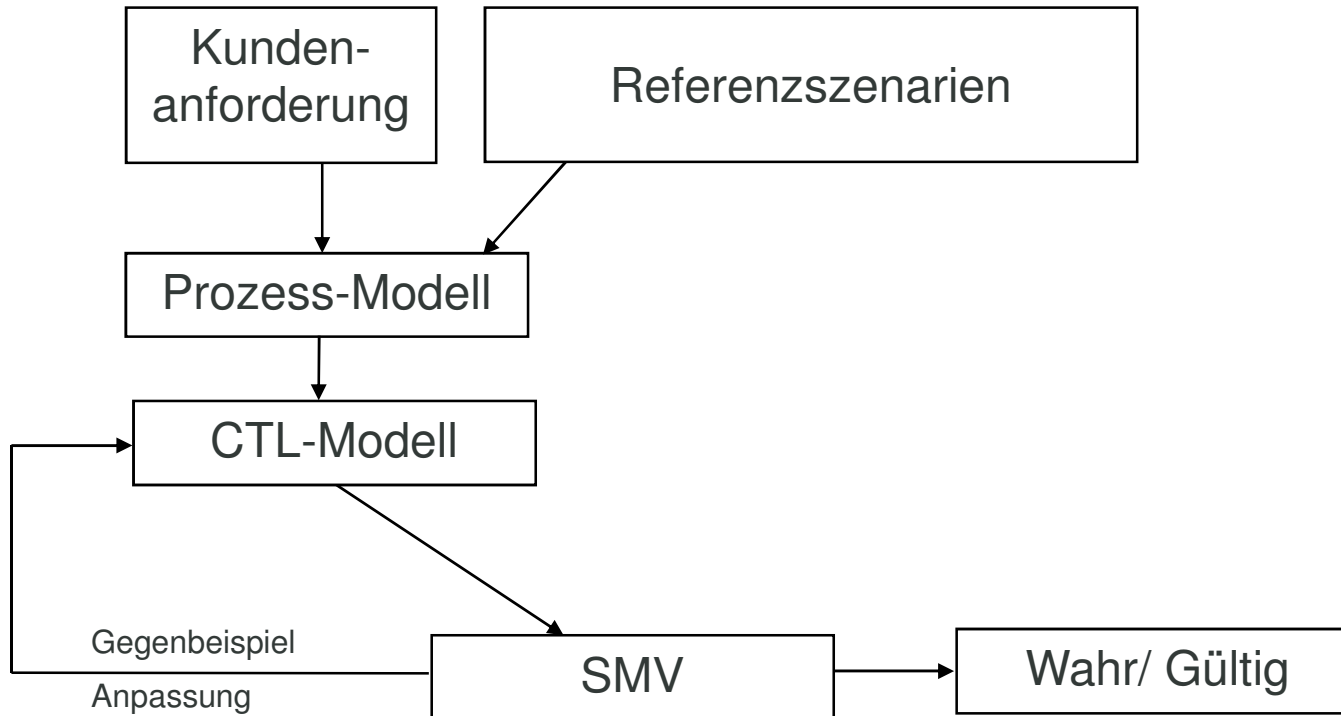 Kunden-
anforderung
Referenzszenarien
Prozess-Modell
CTL-Modell
Gegenbeispiel
Anpassung
SMV
Wahr/ Gültig